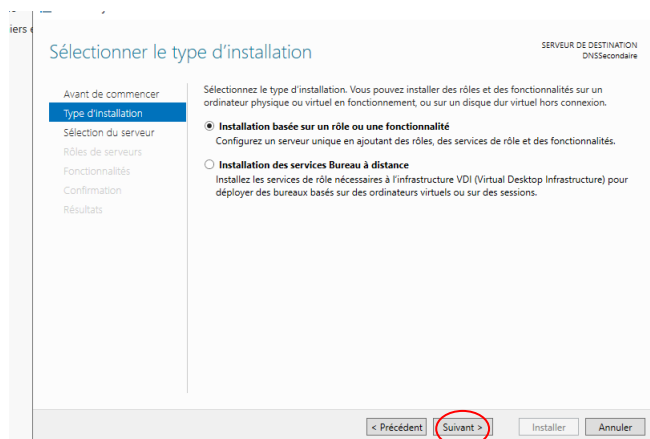 iers e
Sélectionner le type d'installation
SERVEUR DE DESTINATION
DNSSecondaire
Avant de commencer
Type d'installation
Sélection du serveur
Rôles de serveurs
Fonctionnalités
Confirmation
Résultats
Sélectionnez le type d'installation. Vous pouvez installer des rôles et des fonctionnalités sur un
ordinateur physique ou virtuel en fonctionnement, ou sur un disque dur virtuel hors connexion.
Installation basée sur un rôle ou une fonctionnalité
Configurez un serveur unique en ajoutant des rôles, des services de rôle et des fonctionnalités.
Installation des services Bureau à distance
Installez les services de rôle nécessaires à l'infrastructure VDI (Virtual Desktop Infrastructure) pour
déployer des bureaux basés sur des ordinateurs virtuels ou sur des sessions.
< Précédent
Suivant >
Installer
Annuler